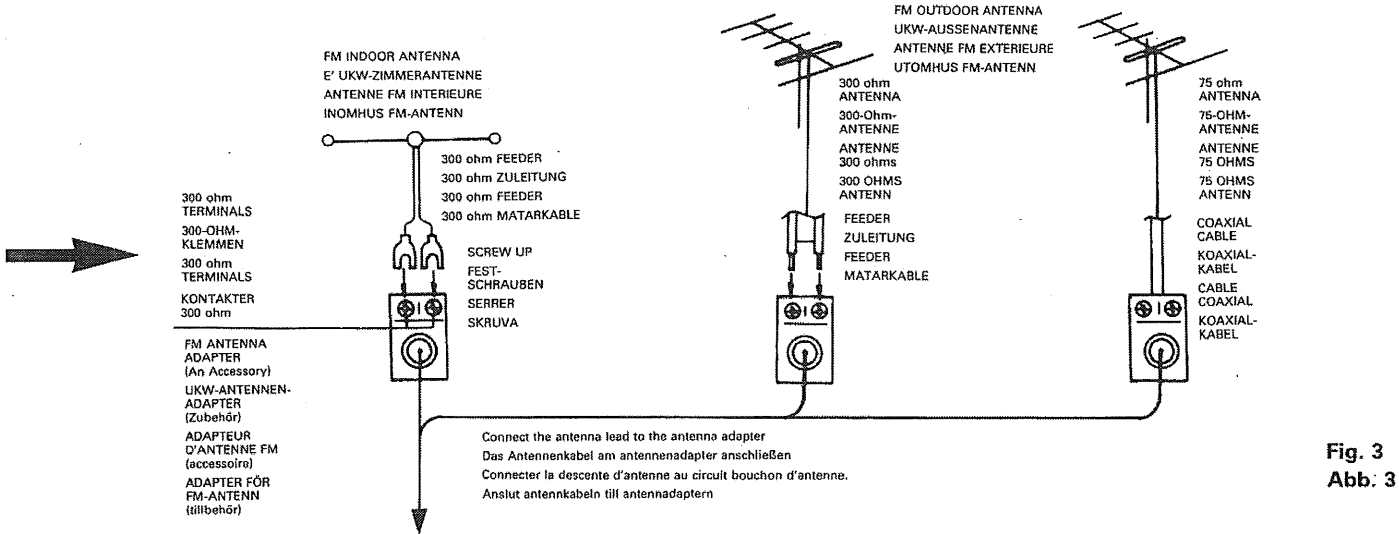 FM INDOOR ANTENNA
E' UKW-ZIMMERANTENNE
ANTENNE FM INTERIEURE
INOMHUS FM-ANTENN
300 ohm FEEDER
300 ohm ZULEITUNG
300 ohm FEEDER
300 ohm MATARKABLE
300 ohm
TERMINALS
300-OHM-
KLEMMEN
300 ohm
TERMINALS
KONTAKTER
300 ohm
SCREW UP
FEST-
SCHRAUBEN
SERRER
SKRUVA
FM ANTENNA
ADAPTER
(An Accessory)
UKW-ANTENNEN-
ADAPTER
(Zubehör)
ADAPTEUR
D'ANTENNE FM
(accessoire)
ADAPTER FÖR
FM-ANTENN
(tillbehör)
FM OUTDOOR ANTENNA
UKW-AUSSENANTENNE
ANTENNE FM EXTERIEURE
UTOMHUS FM-ANTENN
300 ohm
ANTENNA
300-Ohm-
ANTENNE
ANTENNE
300 ohms
300 OHMS
ANTENN
FEEDER
ZULEITUNG
FEEDER
MATARKABLE
75 ohm
ANTENNA
75-OHM-
ANTENNE
ANTENNE
75 OHMS
75 OHMS
ANTENN
COAXIAL
CABLE
KOAXIAL-
KABEL
CABLE
COAXIAL
KOAXIAL-
KABEL
Connect the antenna lead to the antenna adapter
Das Antennenkabel am antennenadapter anschließen
Connecter la descente d'antenne au circuit bouchon d'antenne.
Anslut antennkabeln till antennadaptern
Fig. 3
Abb. 3